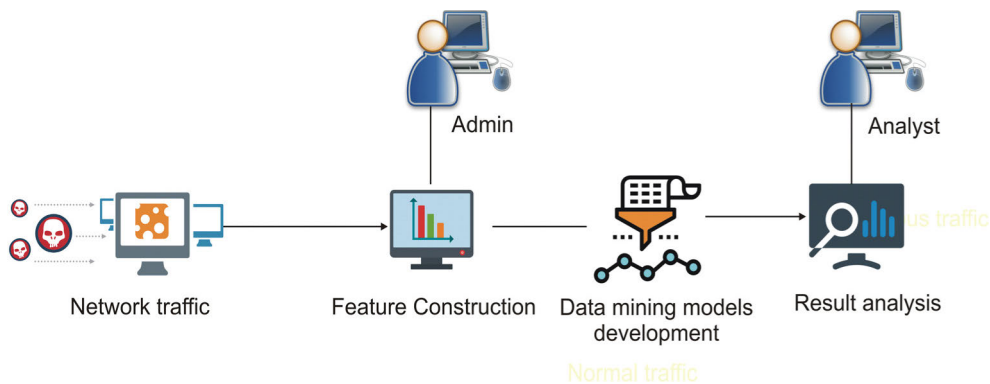 Admin
Analyst
us traffic
Network traffic
Feature Construction
Data mining models
development
Result analysis
Normal traffic